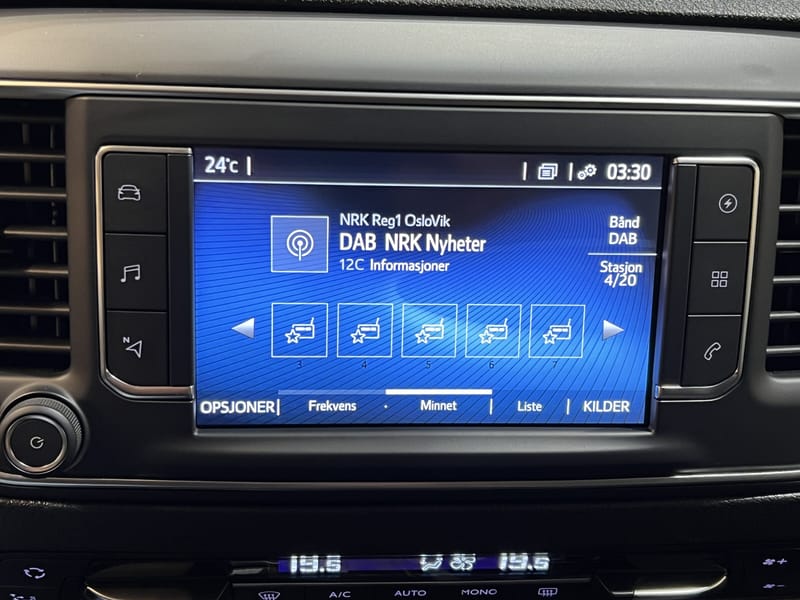 24°C
03:30
NRK Reg1 OsloVik
DAB NRK Nyheter
12C Informasjoner
Bånd
DAB
Stasjon
4/20
N
3 4 5 6 7
OPSJONER
Frekvens
Minnet
Liste
KILDER
19.5
19.5
A/C
AUTO
MONO